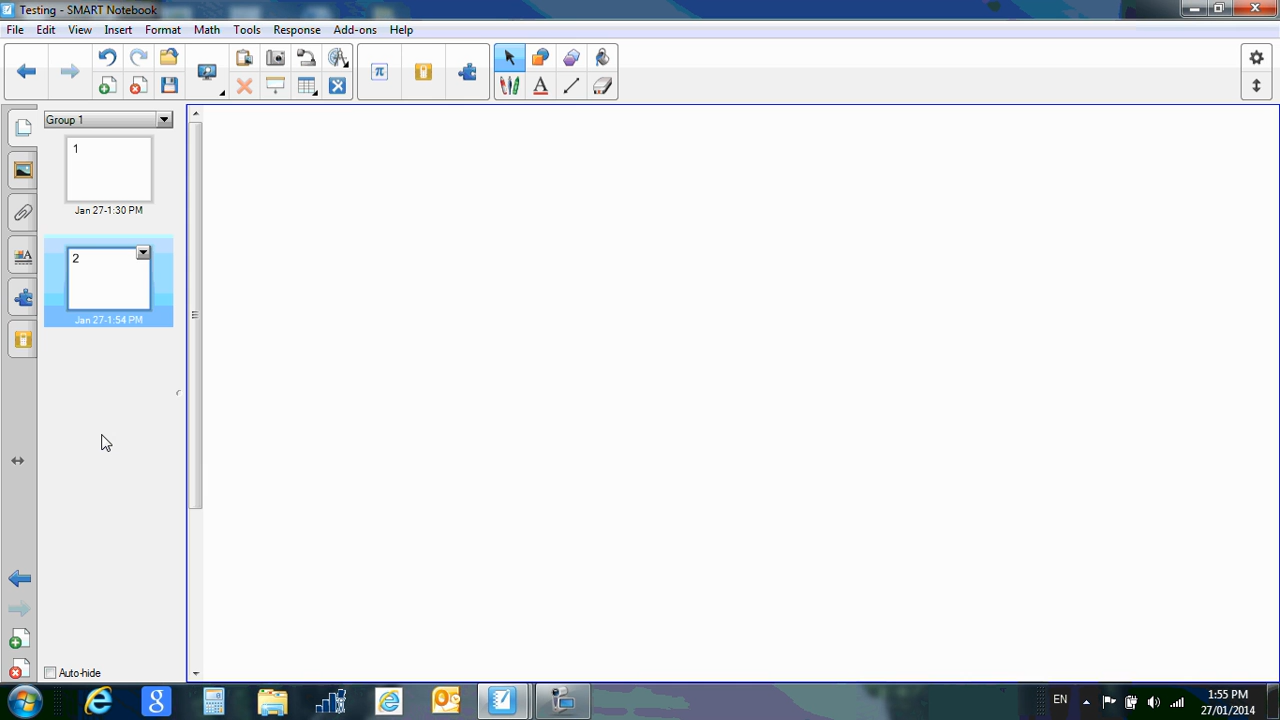 Testing - SMART Notebook
File Edit View Insert Format Math Tools Response Add-ons Help
π
A
Group 1
1
Jan 27-1:30 PM
2
Jan 27-1:54 PM
A
Auto-hide
EN
1:55 PM
27/01/2014